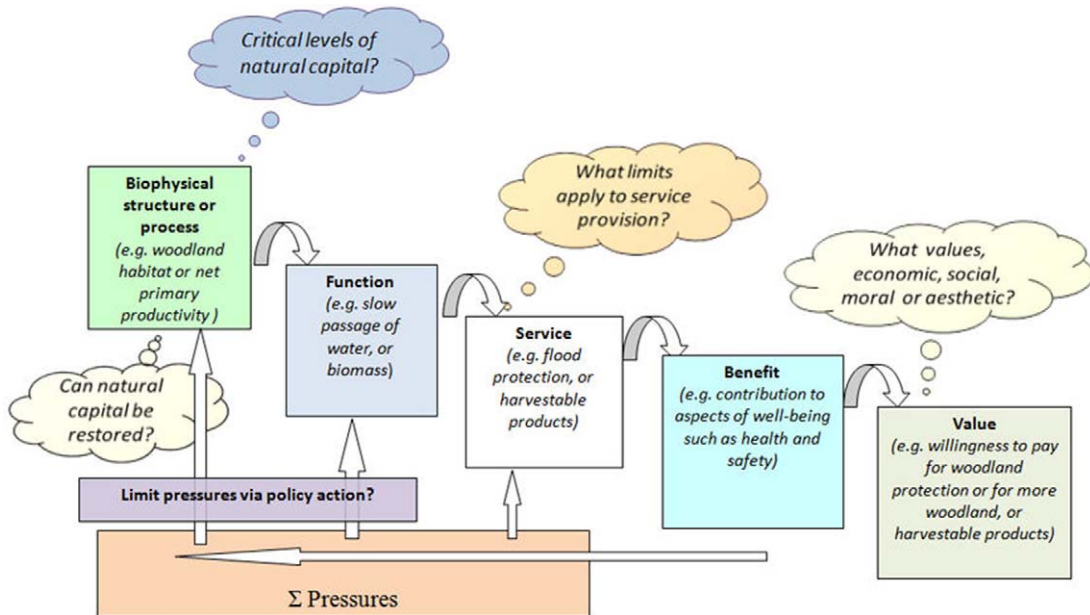 Critical levels of
natural capital?
Biophysical
structure or
process
(e.g. woodland
habitat or net
primary
productivity )
Function
(e.g. slow
passage of
water, or
biomass)
What limits
apply to service
provision?
Service
(e.g. flood
protection, or
harvestable
products)
What values,
economic, social,
moral or aesthetic?
Benefit
(e.g. contribution to
aspects of well-being
such as health and
safety)
Value
(e.g. willingness to pay
for woodland
protection or for more
woodland, or
harvestable products)
Can natural
capital be
restored?
Limit pressures via policy action?
Σ Pressures